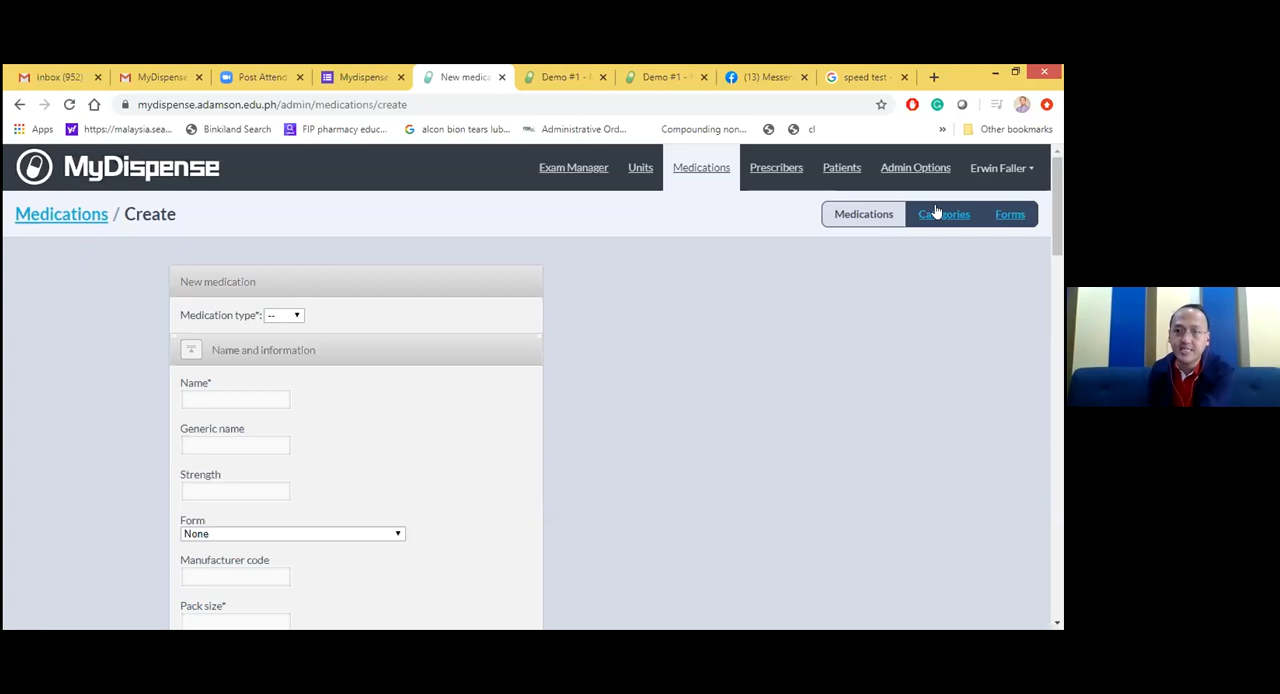 Inbox (952)
MyDispense
Post Attend
Mydispense
New medica
Demo #1 - M
Demo #1 -
(13) Messen
speed test
mydispense.adamson.edu.ph/admin/medications/create
Apps
https://malaysia.sea...
Binkiland Search
FIP pharmacy educ...
alcon bion tears lub...
Administrative Ord...
Compounding non...
cl
»
Other bookmarks
MyDispense
Exam Manager
Units
Medications
Prescribers
Patients
Admin Options
Erwin Faller
Medications / Create
Medications
Categories
Forms
New medication
Medication type*: --
Name and information
Name*
Generic name
Strength
Form
None
Manufacturer code
Pack size*